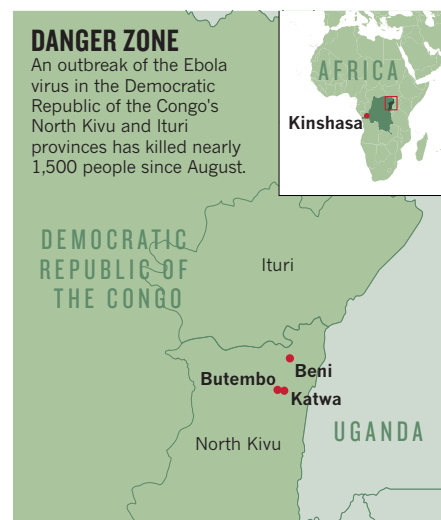 DANGER ZONE
An outbreak of the Ebola
virus in the Democratic
Republic of the Congo's
North Kivu and Ituri
provinces has killed nearly
1,500 people since August.
AFRICA
Kinshasa
DEMOCRATIC
REPUBLIC OF
THE CONGO
Ituri
Beni
Butembo
Katwa
UGANDA
North Kivu